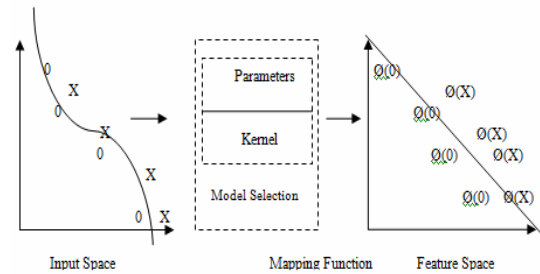 0
X
0
X
0
X
0
X
Parameters
Kernel
Model Selection
Ø(0)
Ø(X)
Ø(0)
Ø(X)
Ø(0)
Ø(X)
Ø(0)
Ø(X)
Input Space
Mapping Function
Feature Space